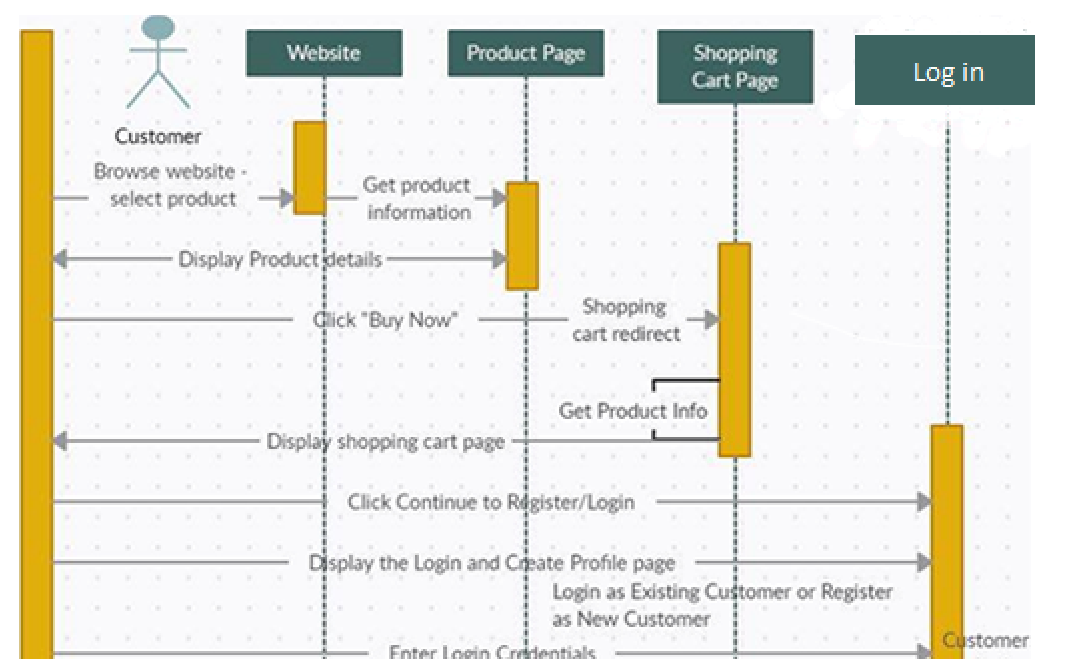 Website
Product Page
Shopping
Cart Page
Log in
Customer
Browse website -
select product
Get product
information
Display Product details
Click "Buy Now"
Shopping
cart redirect
Get Product Info
Display shopping cart page
Click Continue to Register/Login
Display the Login and Create Profile page
Login as Existing Customer or Register
as New Customer
Customer
Enter Login Credentials